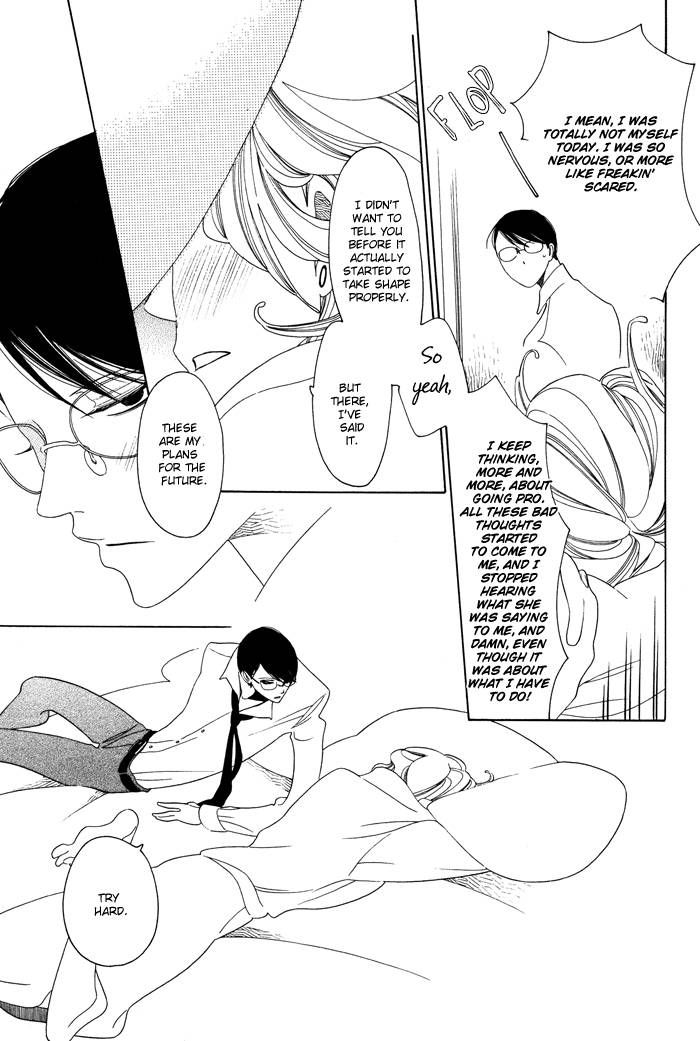 I MEAN, I WAS
TOTALLY NOT MYSELF
TODAY. I WAS SO
NERVOUS, OR MORE
LIKE FREAKIN'
SCARED.
FLOP
I KEEP
THINKING,
MORE AND
MORE, ABOUT
GOING PRO.
ALL THESE BAD
THOUGHTS
STARTED
TO COME TO
ME, AND I
STOPPED
HEARING
WHAT SHE
WAS SAYING
TO ME, AND
DAMN, EVEN
THOUGH IT
WAS ABOUT
WHAT I HAVE
TO DO!
So
yeah,
I DIDN'T
WANT TO
TELL YOU
BEFORE IT
ACTUALLY
STARTED TO
TAKE SHAPE
PROPERLY.
BUT
THERE,
I'VE
SAID
IT.
THESE
ARE MY
PLANS
FOR THE
FUTURE.
TRY
HARD.